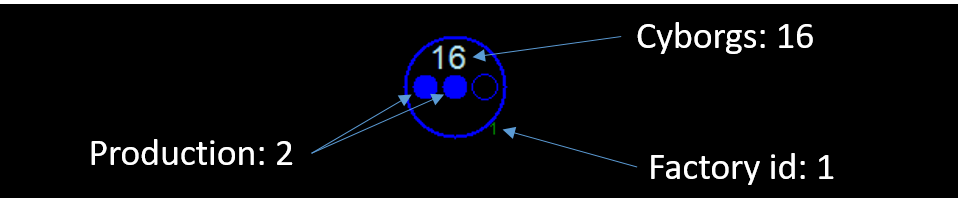 Cyborgs: 16
16
Production: 2
1
Factory id: 1